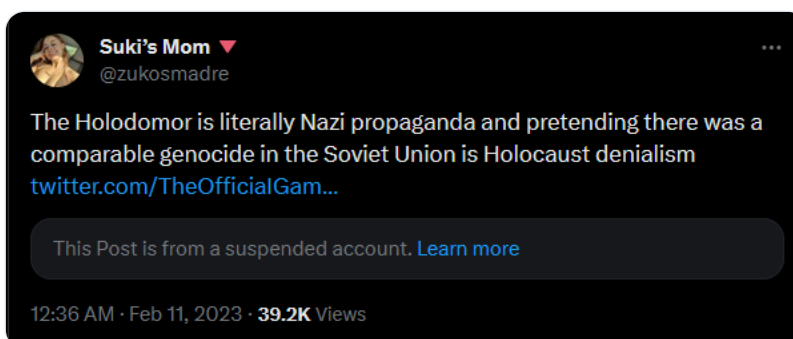 Suki's Mom 🔻
@zukosmadre
The Holodomor is literally Nazi propaganda and pretending there was a
comparable genocide in the Soviet Union is Holocaust denialism
twitter.com/TheOfficialGam...
This Post is from a suspended account. Learn more
12:36 AM · Feb 11, 2023 · 39.2K Views